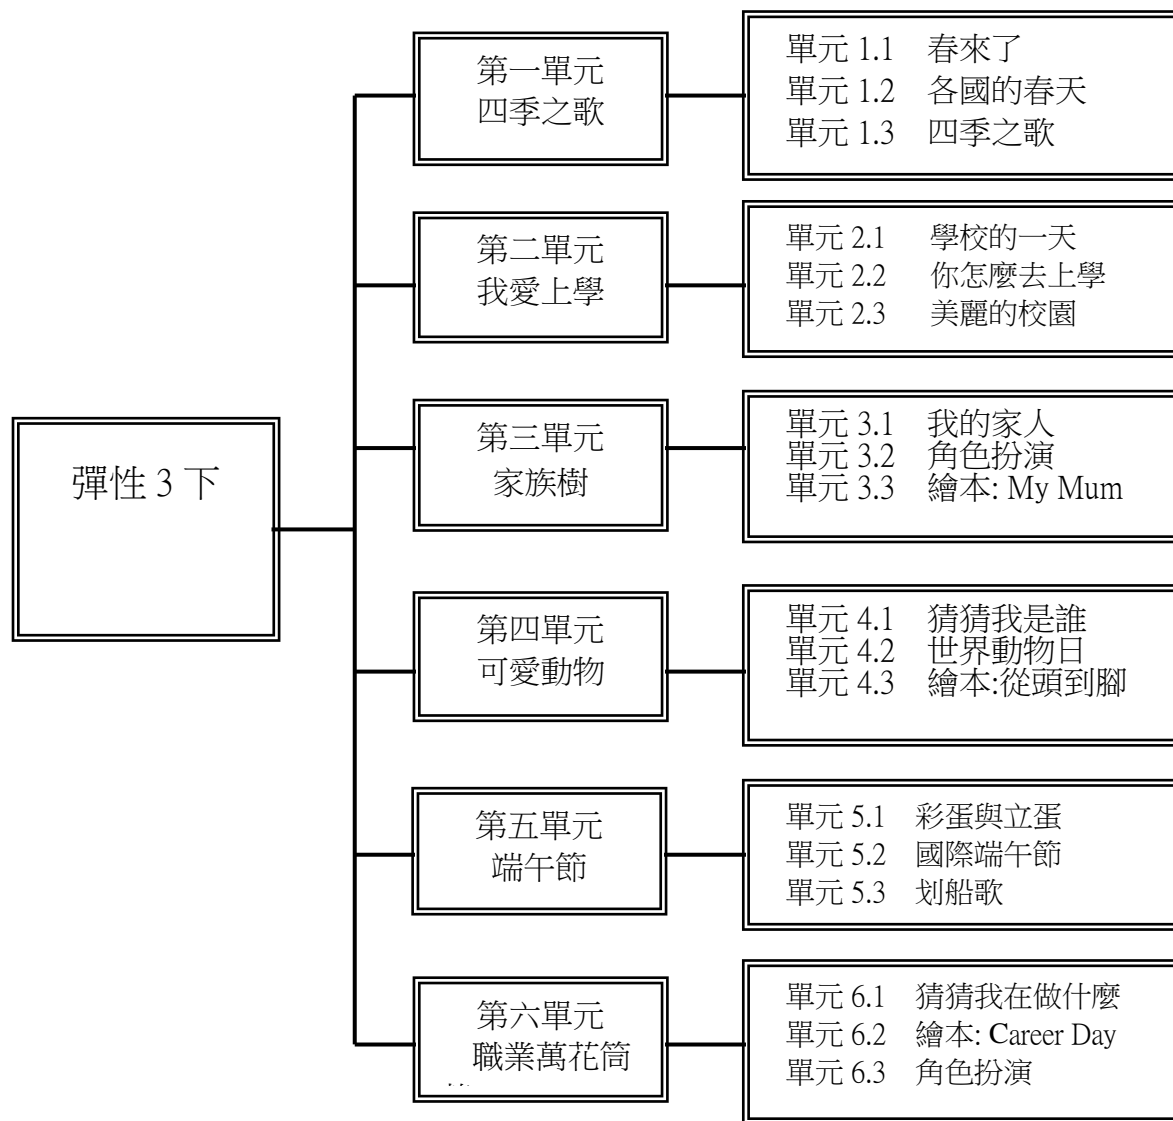 彈性 3 下
第一單元
四季之歌
單元 1.1 春來了
單元 1.2 各國的春天
單元 1.3 四季之歌
第二單元
我愛上學
單元 2.1 學校的一天
單元 2.2 你怎麼去上學
單元 2.3 美麗的校園
第三單元
家族樹
單元 3.1 我的家人
單元 3.2 角色扮演
單元 3.3 繪本: My Mum
第四單元
可愛動物
單元 4.1 猜猜我是誰
單元 4.2 世界動物日
單元 4.3 繪本:從頭到腳
第五單元
端午節
單元 5.1 彩蛋與立蛋
單元 5.2 國際端午節
單元 5.3 划船歌
第六單元
職業萬花筒
單元 6.1 猜猜我在做什麼
單元 6.2 繪本: Career Day
單元 6.3 角色扮演